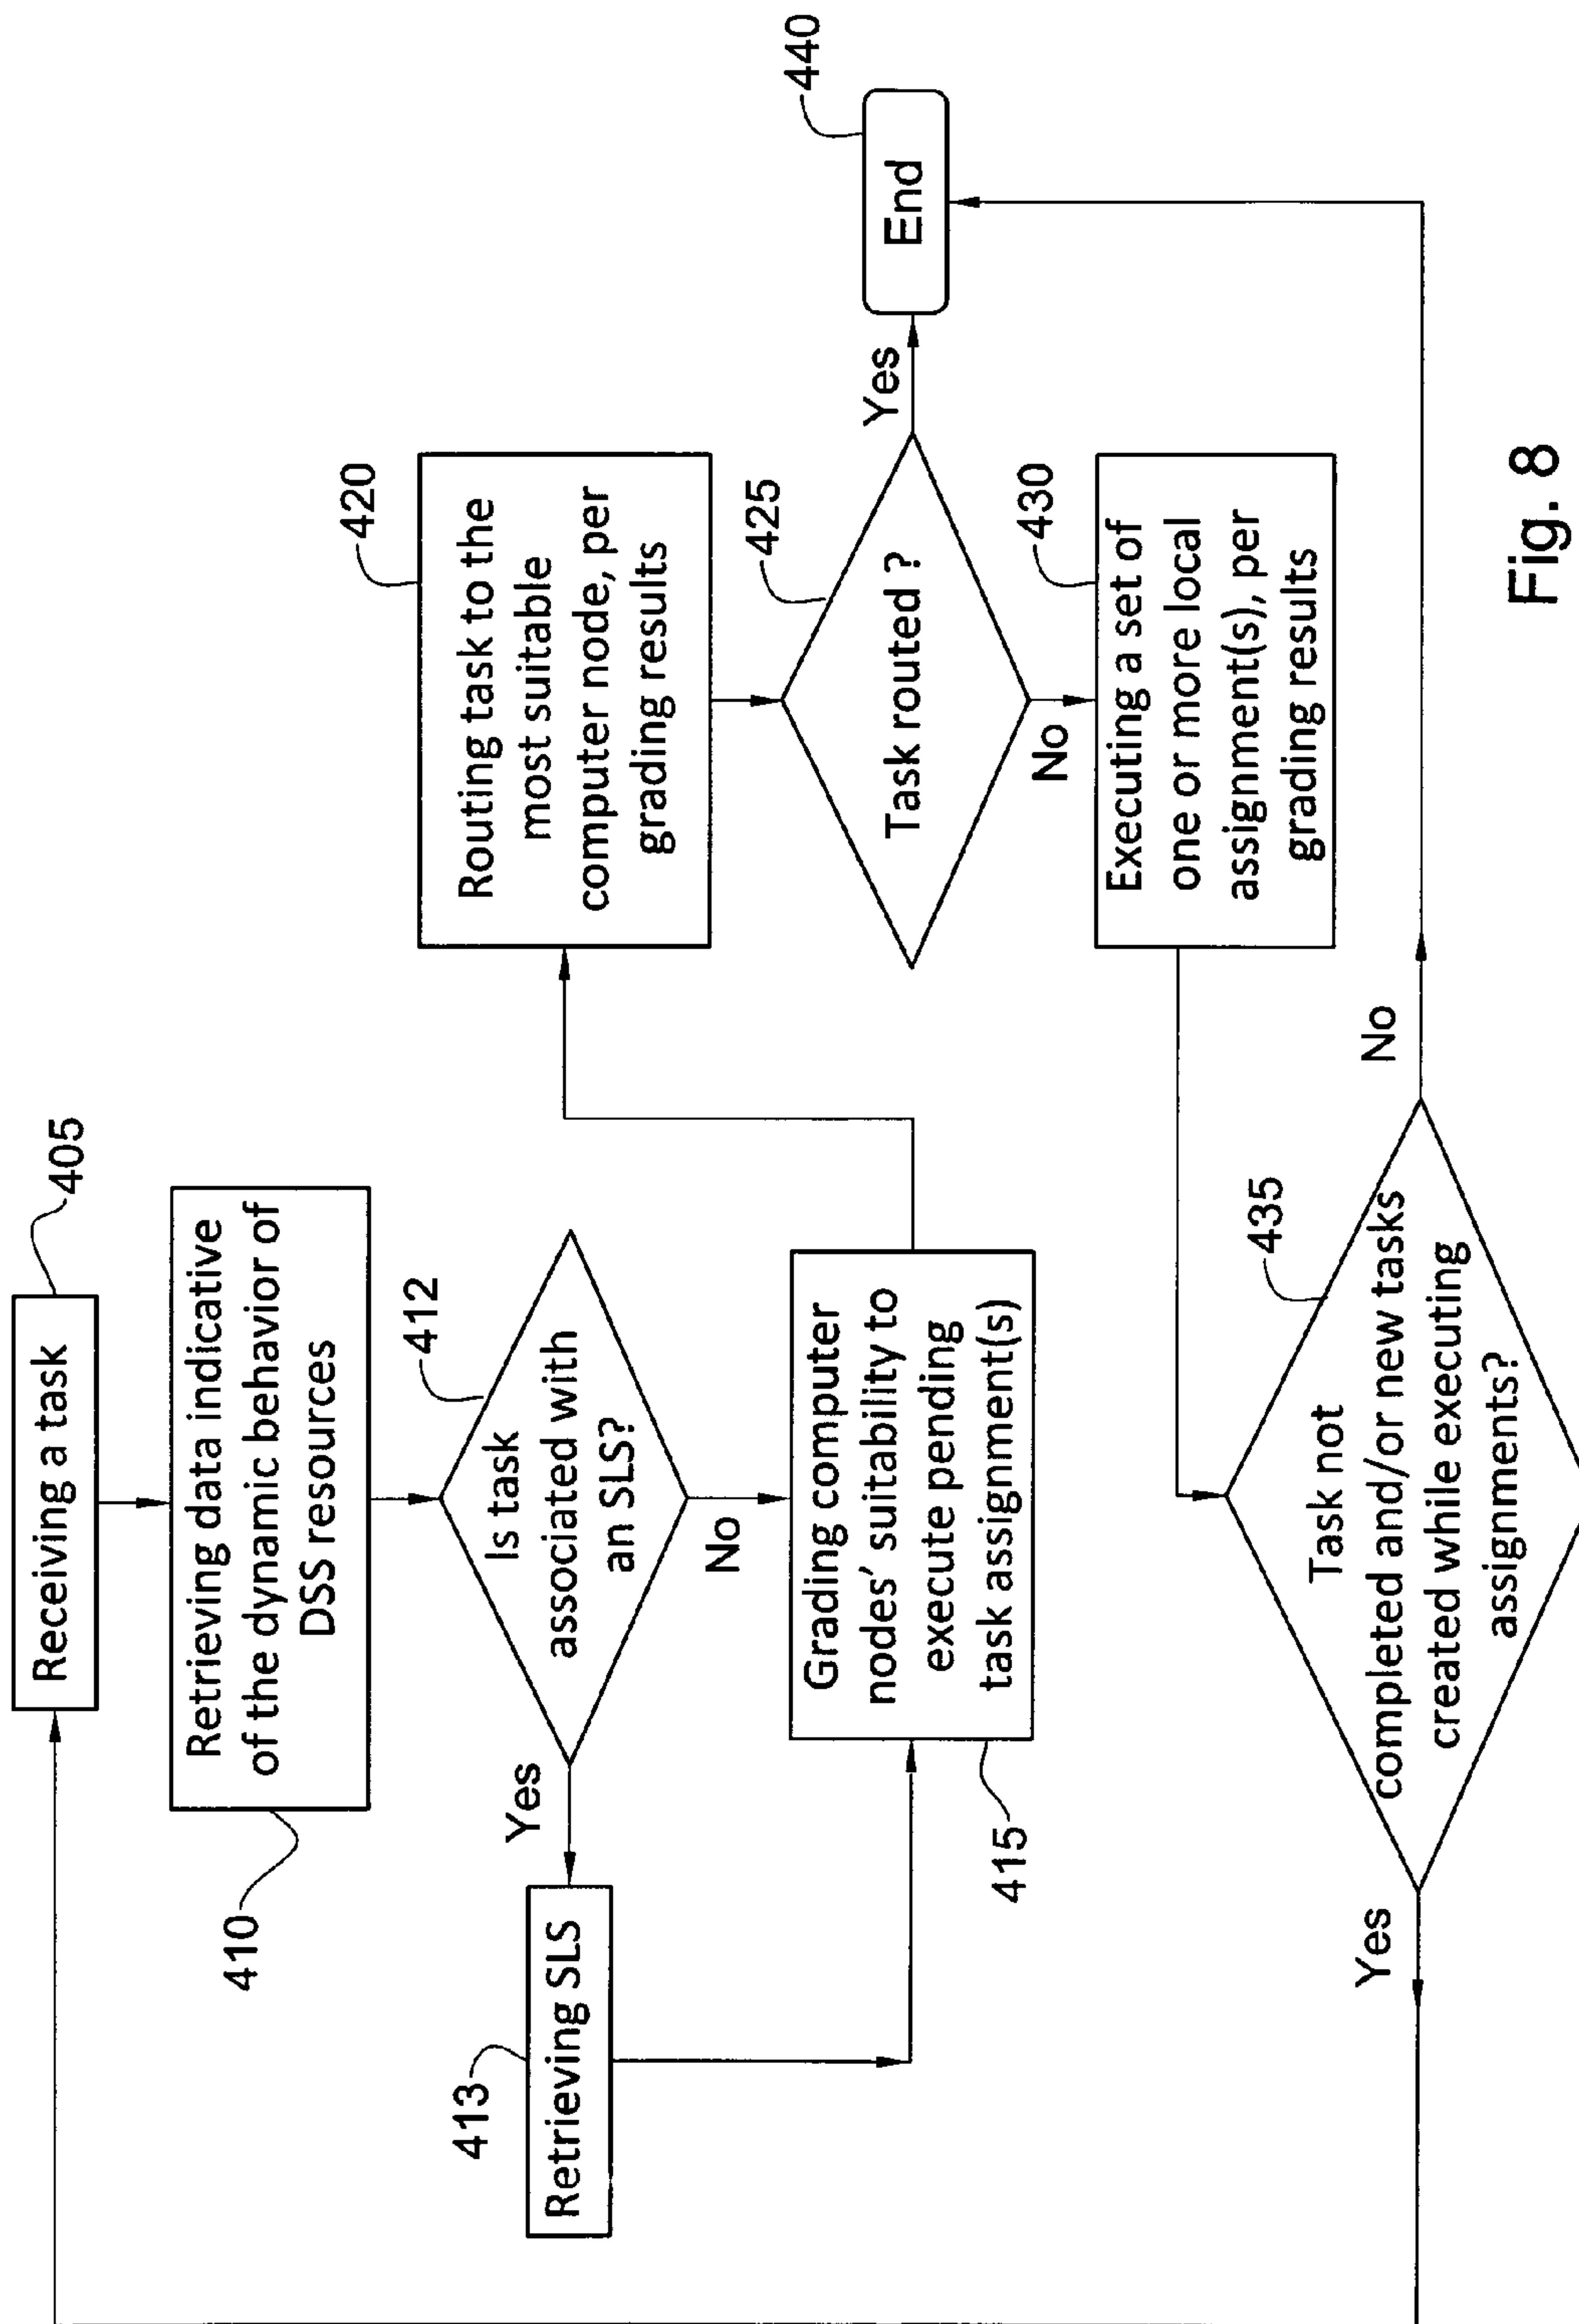 Receiving a task
405
Retrieving data indicative
of the dynamic behavior of
DSS resources
410
Is task
associated with
an SLS?
412
Yes
No
Retrieving SLS
413
Grading computer
nodes’ suitability to
execute pending
task assignment(s)
415
Routing task to the
most suitable
computer node, per
grading results
420
Task routed ?
425
Yes
No
End
440
Executing a set of
one or more local
assignment(s), per
grading results
430
Task not
completed and/or new tasks
created while executing
assignments?
435
Yes
No
Fig. 8